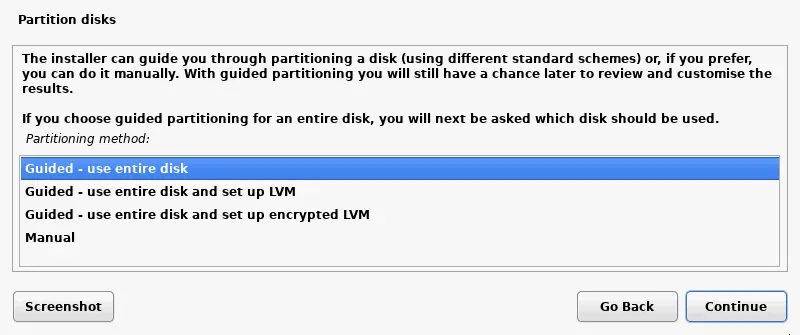 Partition disks
The installer can guide you through partitioning a disk (using different standard schemes) or, if you prefer,
you can do it manually. With guided partitioning you will still have a chance later to review and customise the
results.
If you choose guided partitioning for an entire disk, you will next be asked which disk should be used.
Partitioning method:
Guided - use entire disk
Guided - use entire disk and set up LVM
Guided - use entire disk and set up encrypted LVM
Manual
Screenshot
Go Back
Continue